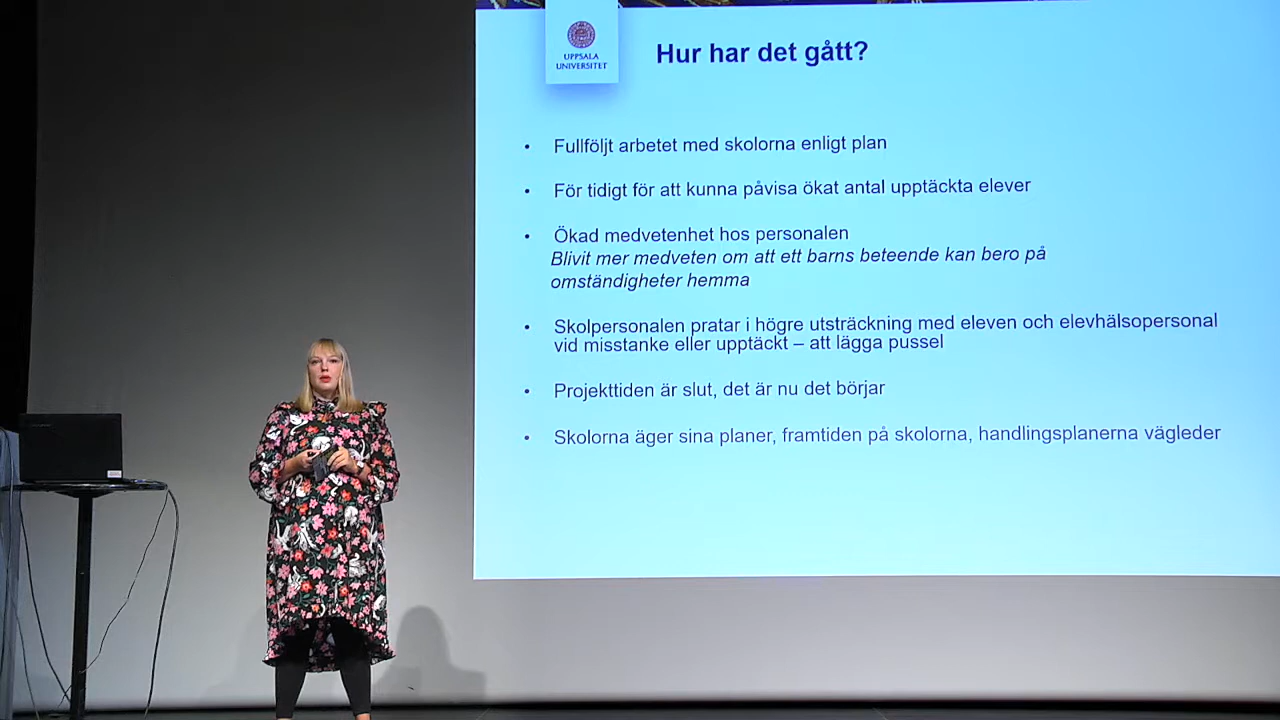 UPPSALA
UNIVERSITET
Hur har det gått?
• Fullföljt arbetet med skolorna enligt plan
• För tidigt för att kunna påvisa ökat antal upptäckta elever
• Ökad medvetenhet hos personalen
Blivit mer medveten om att ett barns beteende kan bero på
omständigheter hemma
• Skolpersonalen pratar i högre utsträckning med eleven och elevhälsopersonal
vid misstanke eller upptäckt – att lägga pussel
• Projekttiden är slut, det är nu det börjar
• Skolorna äger sina planer, framtiden på skolorna, handlingsplanerna vägleder